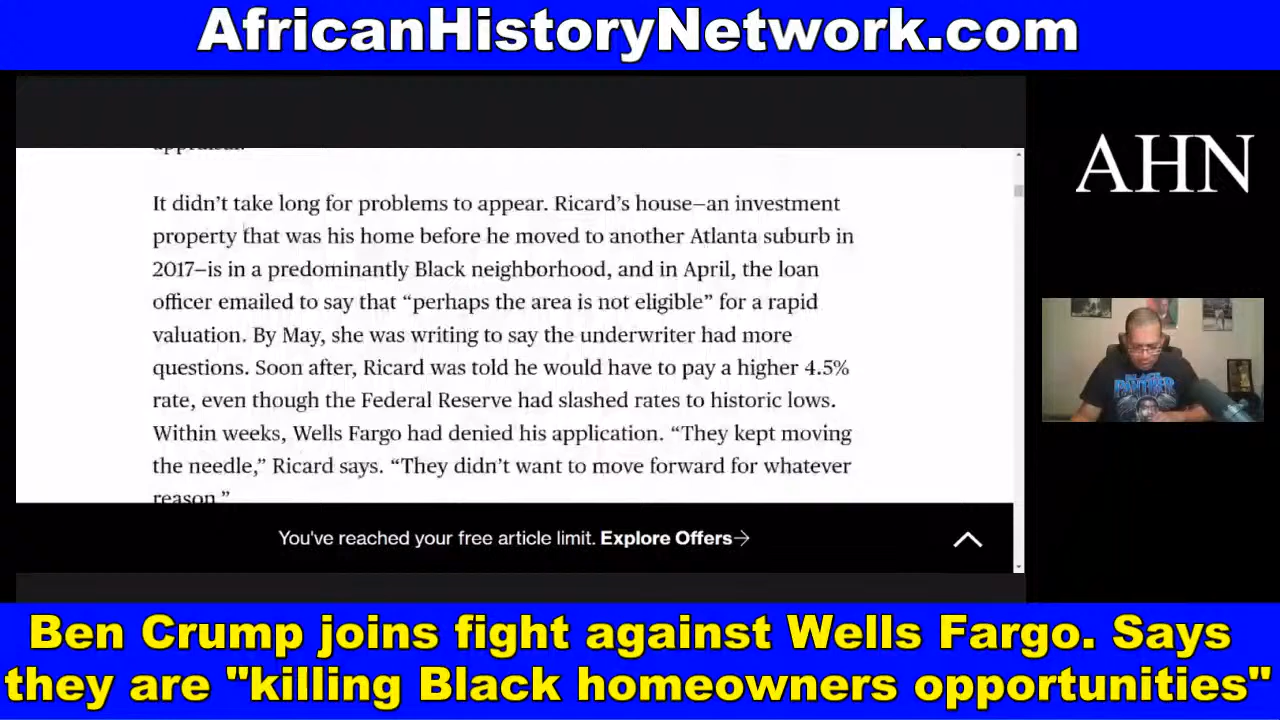 AfricanHistoryNetwork.com
appraisal.
It didn’t take long for problems to appear. Ricard’s house—an investment
property that was his home before he moved to another Atlanta suburb in
2017—is in a predominantly Black neighborhood, and in April, the loan
officer emailed to say that “perhaps the area is not eligible” for a rapid
valuation. By May, she was writing to say the underwriter had more
questions. Soon after, Ricard was told he would have to pay a higher 4.5%
rate, even though the Federal Reserve had slashed rates to historic lows.
Within weeks, Wells Fargo had denied his application. “They kept moving
the needle,” Ricard says. “They didn’t want to move forward for whatever
reason.”
You've reached your free article limit. Explore Offers→
AHN
BLACK
PANTHER
Ben Crump joins fight against Wells Fargo. Says
they are "killing Black homeowners opportunities"